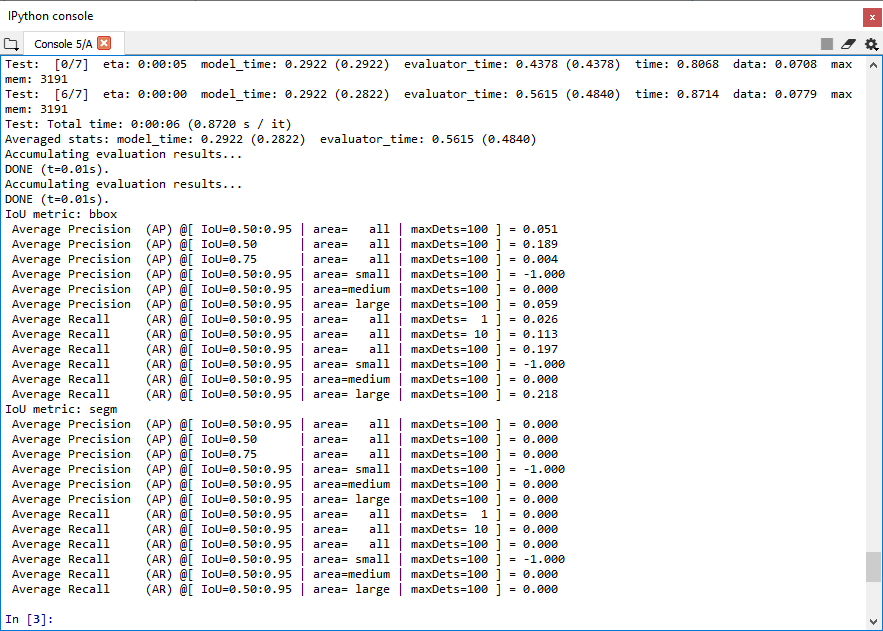 IPython console
Console 5/A
Test:  [0/7]  eta: 0:00:05  model_time: 0.2922 (0.2922)  evaluator_time: 0.4378 (0.4378)  time: 0.8068  data: 0.0708  max
mem: 3191
Test:  [6/7]  eta: 0:00:00  model_time: 0.2922 (0.2822)  evaluator_time: 0.5615 (0.4840)  time: 0.8714  data: 0.0779  max
mem: 3191
Test: Total time: 0:00:06 (0.8720 s / it)
Averaged stats: model_time: 0.2922 (0.2822)  evaluator_time: 0.5615 (0.4840)
Accumulating evaluation results...
DONE (t=0.01s).
Accumulating evaluation results...
DONE (t=0.01s).
IoU metric: bbox
 Average Precision  (AP) @[ IoU=0.50:0.95 | area=   all | maxDets=100 ] = 0.051
 Average Precision  (AP) @[ IoU=0.50      | area=   all | maxDets=100 ] = 0.189
 Average Precision  (AP) @[ IoU=0.75      | area=   all | maxDets=100 ] = 0.004
 Average Precision  (AP) @[ IoU=0.50:0.95 | area= small | maxDets=100 ] = -1.000
 Average Precision  (AP) @[ IoU=0.50:0.95 | area=medium | maxDets=100 ] = 0.000
 Average Precision  (AP) @[ IoU=0.50:0.95 | area= large | maxDets=100 ] = 0.059
 Average Recall     (AR) @[ IoU=0.50:0.95 | area=   all | maxDets=  1 ] = 0.026
 Average Recall     (AR) @[ IoU=0.50:0.95 | area=   all | maxDets= 10 ] = 0.113
 Average Recall     (AR) @[ IoU=0.50:0.95 | area=   all | maxDets=100 ] = 0.197
 Average Recall     (AR) @[ IoU=0.50:0.95 | area= small | maxDets=100 ] = -1.000
 Average Recall     (AR) @[ IoU=0.50:0.95 | area=medium | maxDets=100 ] = 0.000
 Average Recall     (AR) @[ IoU=0.50:0.95 | area= large | maxDets=100 ] = 0.218
IoU metric: segm
 Average Precision  (AP) @[ IoU=0.50:0.95 | area=   all | maxDets=100 ] = 0.000
 Average Precision  (AP) @[ IoU=0.50      | area=   all | maxDets=100 ] = 0.000
 Average Precision  (AP) @[ IoU=0.75      | area=   all | maxDets=100 ] = 0.000
 Average Precision  (AP) @[ IoU=0.50:0.95 | area= small | maxDets=100 ] = -1.000
 Average Precision  (AP) @[ IoU=0.50:0.95 | area=medium | maxDets=100 ] = 0.000
 Average Precision  (AP) @[ IoU=0.50:0.95 | area= large | maxDets=100 ] = 0.000
 Average Recall     (AR) @[ IoU=0.50:0.95 | area=   all | maxDets=  1 ] = 0.000
 Average Recall     (AR) @[ IoU=0.50:0.95 | area=   all | maxDets= 10 ] = 0.000
 Average Recall     (AR) @[ IoU=0.50:0.95 | area=   all | maxDets=100 ] = 0.000
 Average Recall     (AR) @[ IoU=0.50:0.95 | area= small | maxDets=100 ] = -1.000
 Average Recall     (AR) @[ IoU=0.50:0.95 | area=medium | maxDets=100 ] = 0.000
 Average Recall     (AR) @[ IoU=0.50:0.95 | area= large | maxDets=100 ] = 0.000
In [3]: